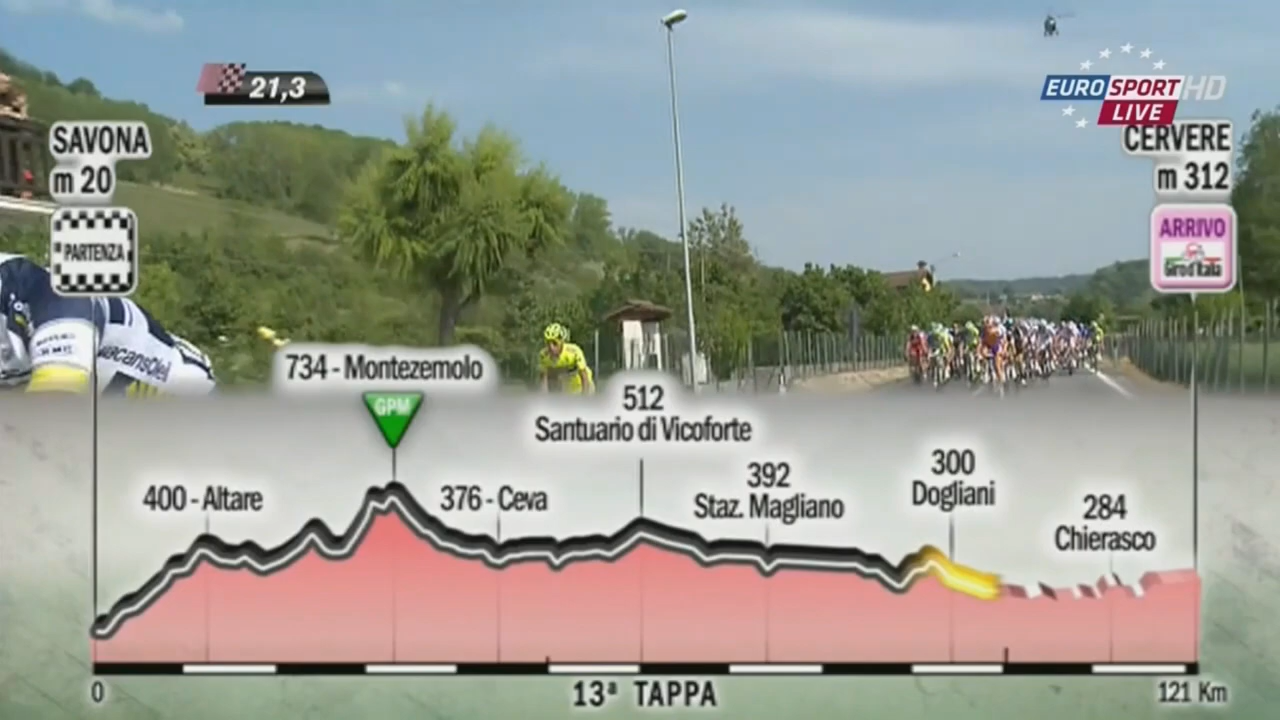 21,3
EUROSPORT HD
LIVE
SAVONA
m 20
PARTENZA
CERVERE
m 312
ARRIVO
Giro d'Italia
vacansoleil
734 - Montezemolo
GPM
512
Santuario di Vicoforte
400 - Altare
376 - Ceva
392
Staz. Magliano
300
Dogliani
284
Chierasco
0
13ª TAPPA
121 Km